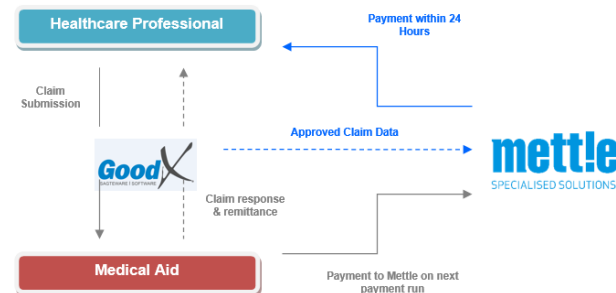 Healthcare Professional
Payment within 24
Hours
Claim
Submission
Approved Claim Data
GoodX
SAGTEWARE | SOFTWARE
mettle
SPECIALISED SOLUTIONS
Claim response
& remittance
Medical Aid
Payment to Mettle on next
payment run